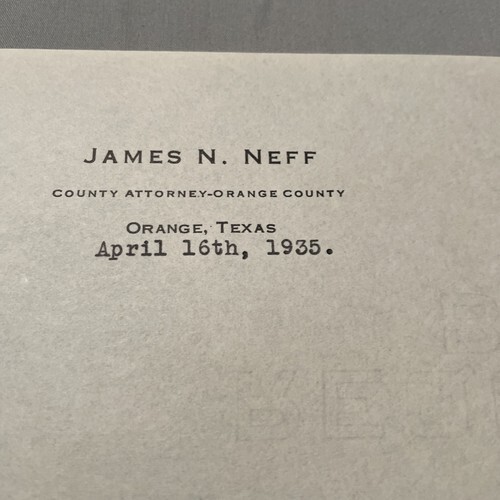 JAMES N. NEFF
COUNTY ATTORNEY-ORANGE COUNTY
ORANGE, TEXAS
April 16th, 1935.